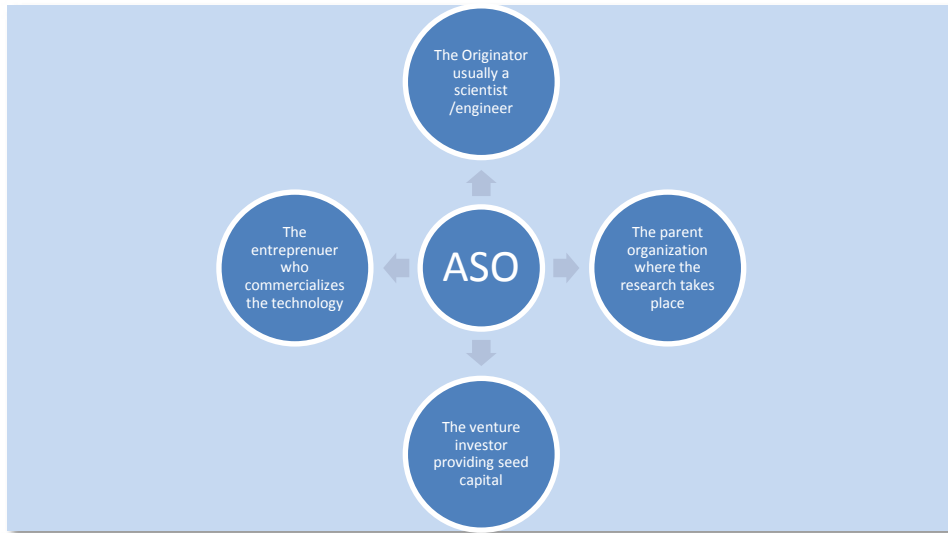 The Originator
usually a
scientist
/engineer
The
entreprenuer
who
commercializes
the technology
ASO
The parent
organization
where the
research takes
place
The venture
investor
providing seed
capital